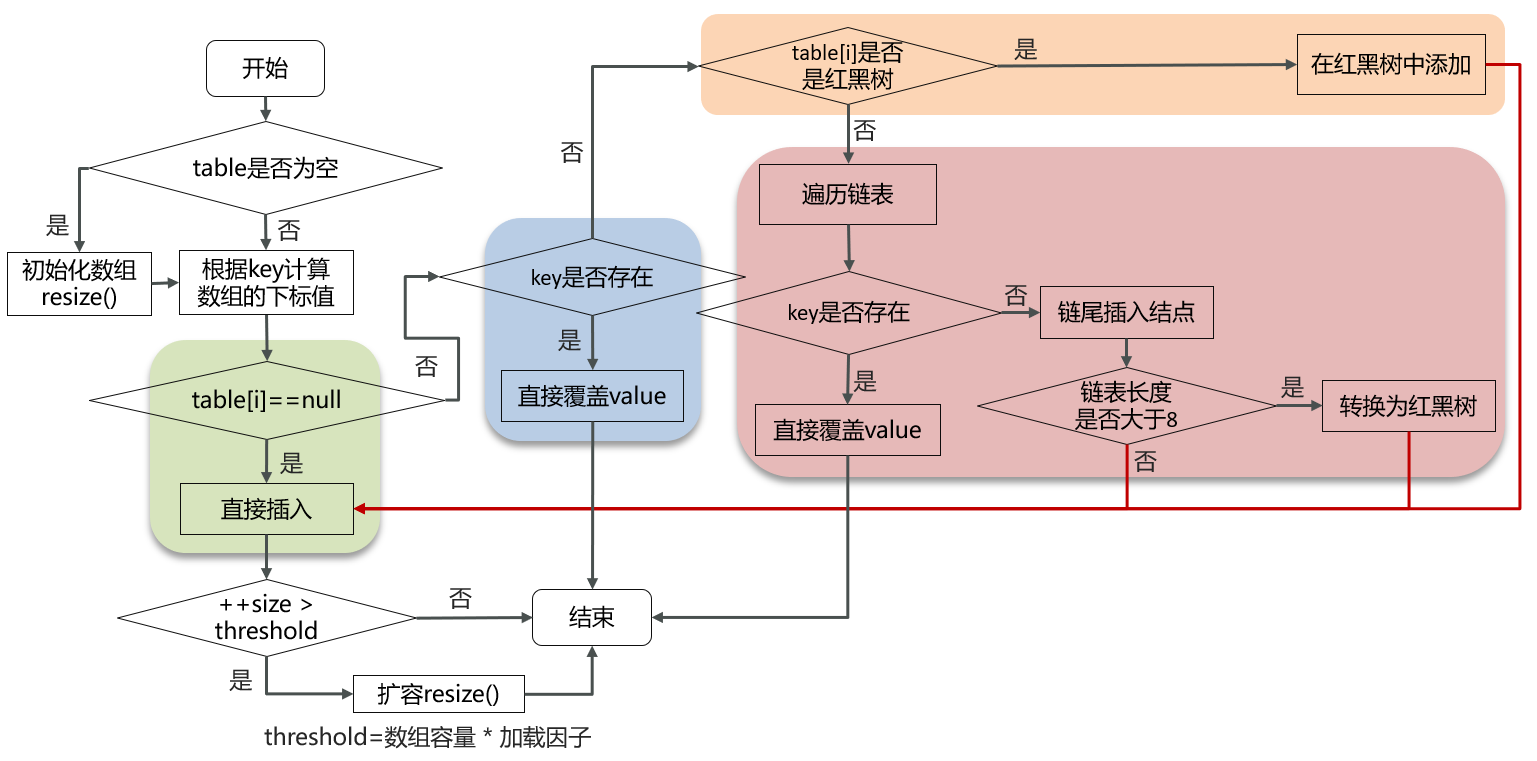 开始
table是否为空
是
否
初始化数组
resize()
根据key计算
数组的下标值
table[i]==null
否
是
直接插入
++size >
threshold
否
是
扩容resize()
threshold=数组容量 * 加载因子
结束
key是否存在
否
是
直接覆盖value
table[i]是否
是红黑树
是
在红黑树中添加
否
遍历链表
key是否存在
否
是
直接覆盖value
链尾插入结点
链表长度
是否大于8
是
转换为红黑树
否